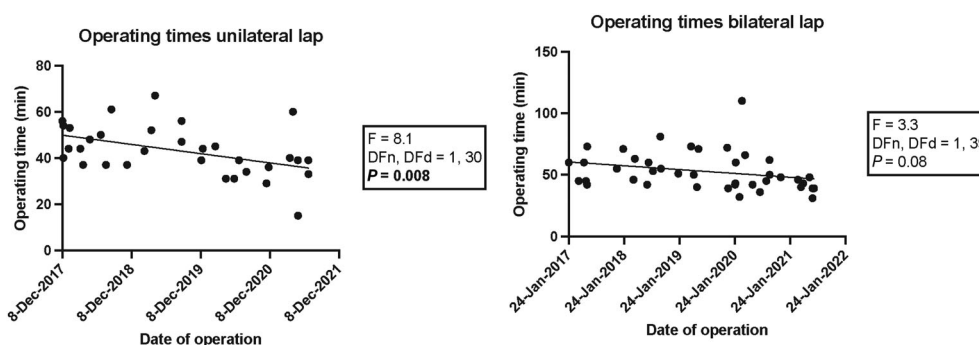 Operating times unilateral lap
Operating time (min)
80
60
40
20
0
8-Dec-2017
8-Dec-2018
8-Dec-2019
8-Dec-2020
8-Dec-2021
Date of operation
F = 8.1
DFn, DFd = 1, 30
P = 0.008
Operating times bilateral lap
Operating time (min)
150
100
50
0
24-Jan-2017
24-Jan-2018
24-Jan-2019
24-Jan-2020
24-Jan-2021
24-Jan-2022
Date of operation
F = 3.3
DFn, DFd = 1,
P = 0.08